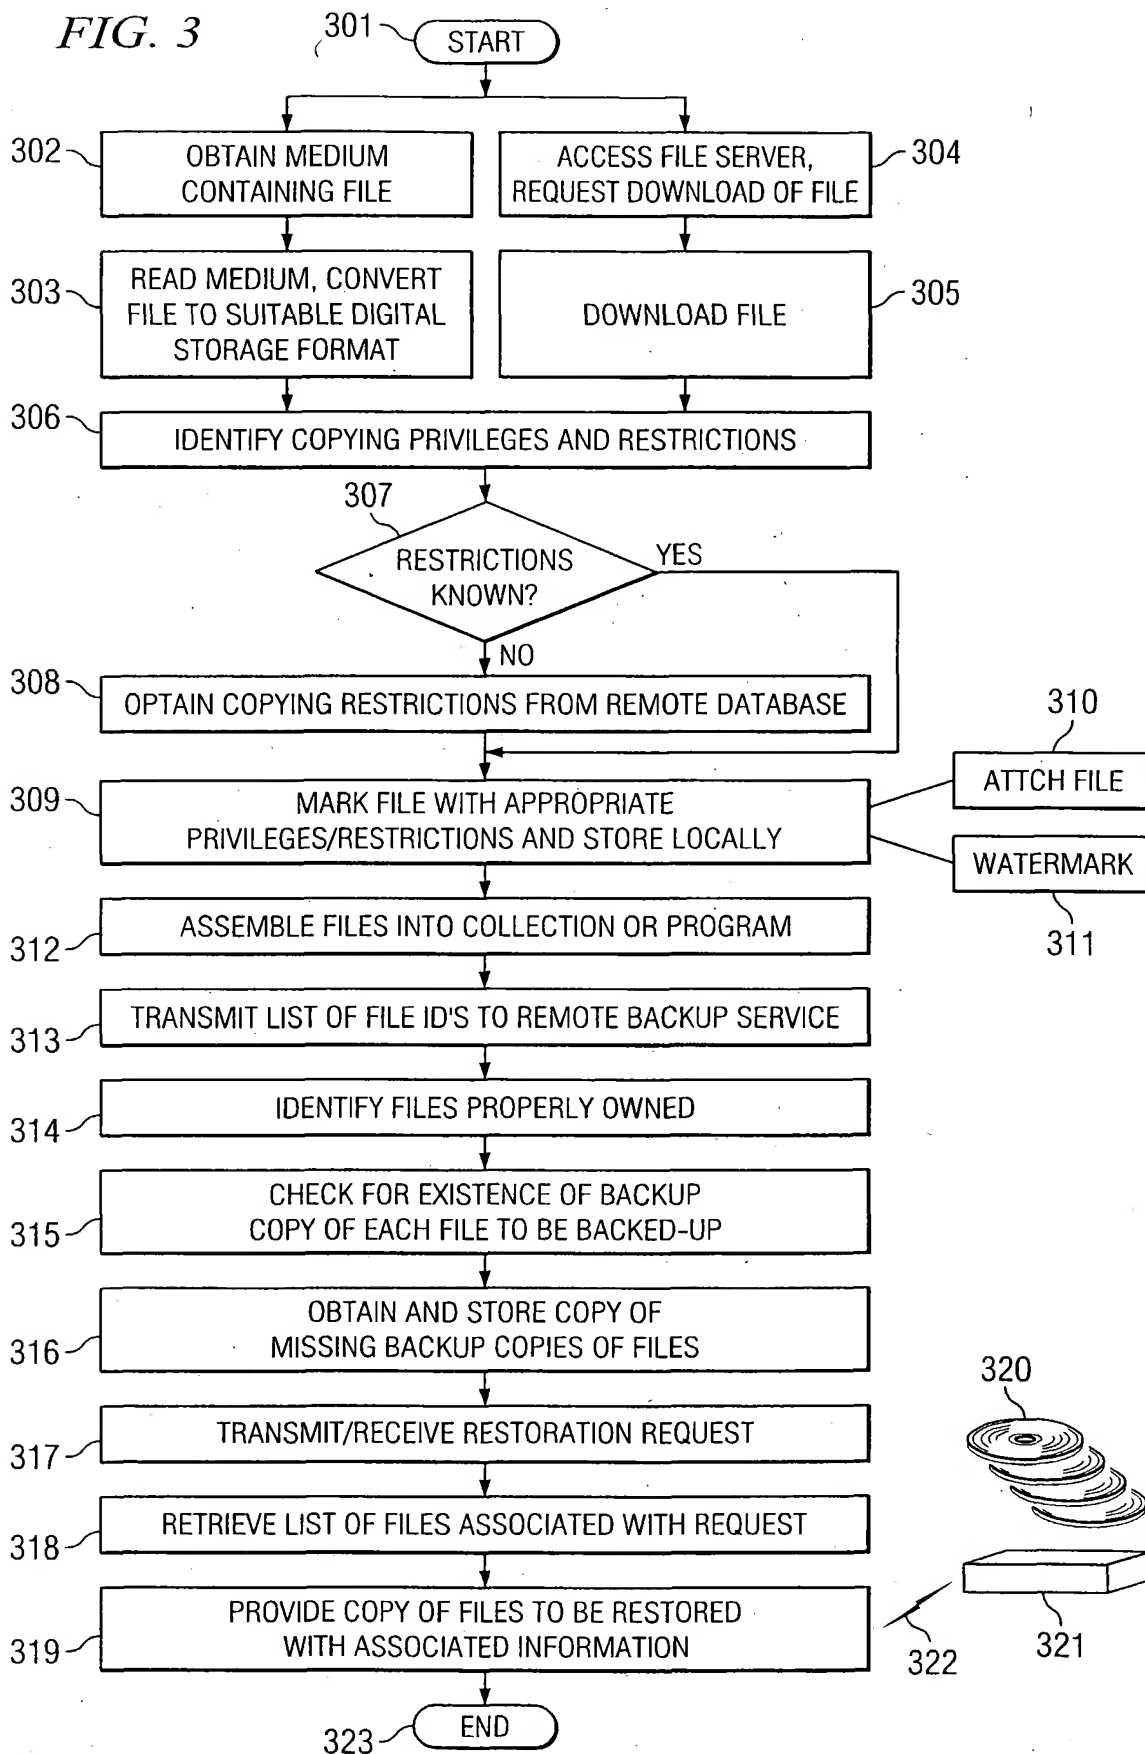 FIG. 3
301
START
302
OBTAIN MEDIUM
CONTAINING FILE
ACCESS FILE SERVER,
REQUEST DOWNLOAD OF FILE
304
303
READ MEDIUM, CONVERT
FILE TO SUITABLE DIGITAL
STORAGE FORMAT
DOWNLOAD FILE
305
306
IDENTIFY COPYING PRIVILEGES AND RESTRICTIONS
307
RESTRICTIONS
KNOWN?
YES
NO
308
OPTAIN COPYING RESTRICTIONS FROM REMOTE DATABASE
310
ATTCH FILE
309
MARK FILE WITH APPROPRIATE
PRIVILEGES/RESTRICTIONS AND STORE LOCALLY
WATERMARK
311
312
ASSEMBLE FILES INTO COLLECTION OR PROGRAM
313
TRANSMIT LIST OF FILE ID'S TO REMOTE BACKUP SERVICE
314
IDENTIFY FILES PROPERLY OWNED
315
CHECK FOR EXISTENCE OF BACKUP
COPY OF EACH FILE TO BE BACKED-UP
316
OBTAIN AND STORE COPY OF
MISSING BACKUP COPIES OF FILES
317
TRANSMIT/RECEIVE RESTORATION REQUEST
320
318
RETRIEVE LIST OF FILES ASSOCIATED WITH REQUEST
319
PROVIDE COPY OF FILES TO BE RESTORED
WITH ASSOCIATED INFORMATION
322
321
323
END